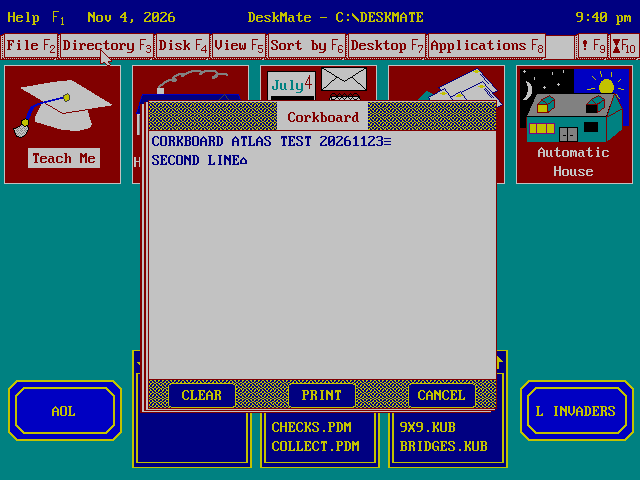 Help F1 Nov 4, 2026 DeskMate – C:\DESKMATE 9:40 pm
File F2 Directory F3 Disk F4 View F5 Sort by F6 Desktop F7 Applications F8 ! F9 F10
July 4
Teach Me
Automatic
House
Corkboard
CORKBOARD ATLAS TEST 20261123≡
SECOND LINE
CLEAR PRINT CANCEL
AOL
L INVADERS
CHECKS.PDM
COLLECT.PDM
9X9.KUB
BRIDGES.KUB